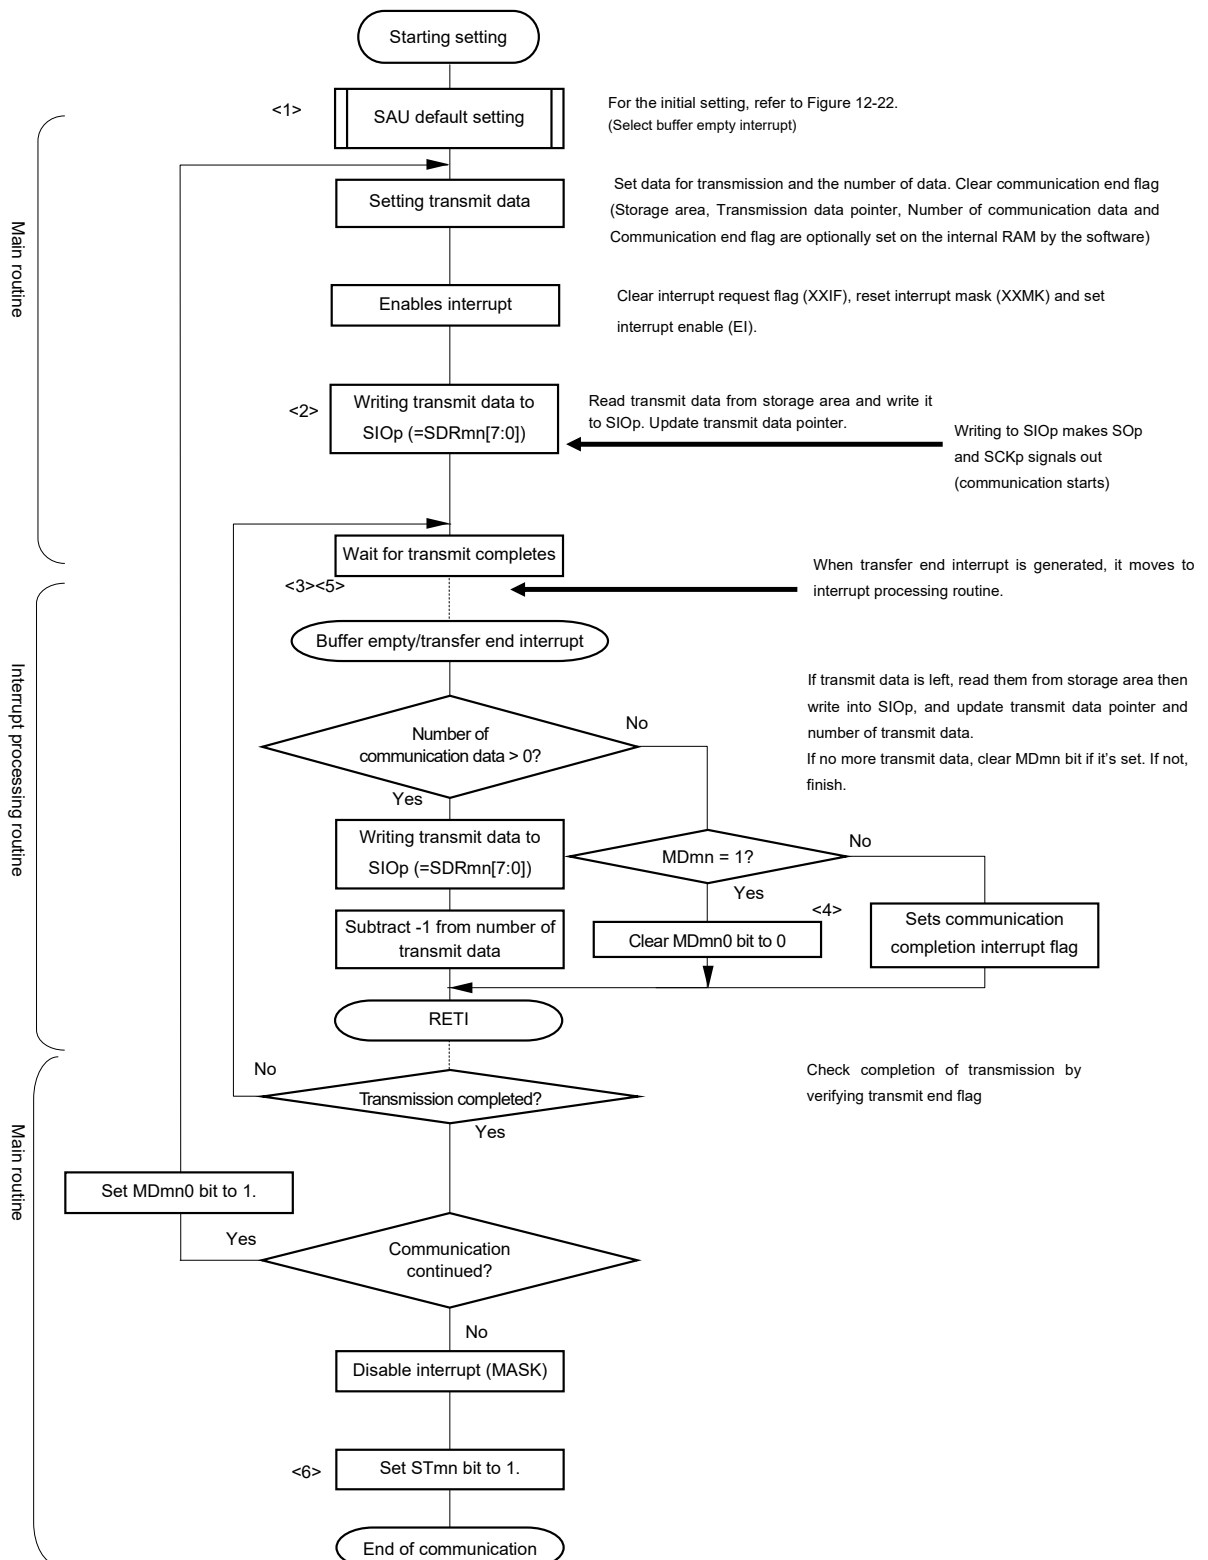 Starting setting
<1>
SAU default setting
For the initial setting, refer to Figure 12-22.
(Select buffer empty interrupt)
Main routine
Setting transmit data
Set data for transmission and the number of data. Clear communication end flag
(Storage area, Transmission data pointer, Number of communication data and
Communication end flag are optionally set on the internal RAM by the software)
Enables interrupt
Clear interrupt request flag (XXIF), reset interrupt mask (XXMK) and set
interrupt enable (EI).
<2>
Writing transmit data to
SIOp (=SDRmn[7:0])
Read transmit data from storage area and write it
to SIOp. Update transmit data pointer.
Writing to SIOp makes SOp
and SCKp signals out
(communication starts)
Wait for transmit completes
<3><5>
When transfer end interrupt is generated, it moves to
interrupt processing routine.
Interrupt processing routine
Buffer empty/transfer end interrupt
Number of
communication data > 0?
No
Yes
If transmit data is left, read them from storage area then
write into SIOp, and update transmit data pointer and
number of transmit data.
If no more transmit data, clear MDmn bit if it's set. If not,
finish.
Writing transmit data to
SIOp (=SDRmn[7:0])
MDmn = 1?
No
Yes
<4>
Subtract -1 from number of
transmit data
Clear MDmn0 bit to 0
Sets communication
completion interrupt flag
RETI
Main routine
No
Transmission completed?
Yes
Check completion of transmission by
verifying transmit end flag
Set MDmn0 bit to 1.
Yes
Communication
continued?
No
Disable interrupt (MASK)
<6>
Set STmn bit to 1.
End of communication